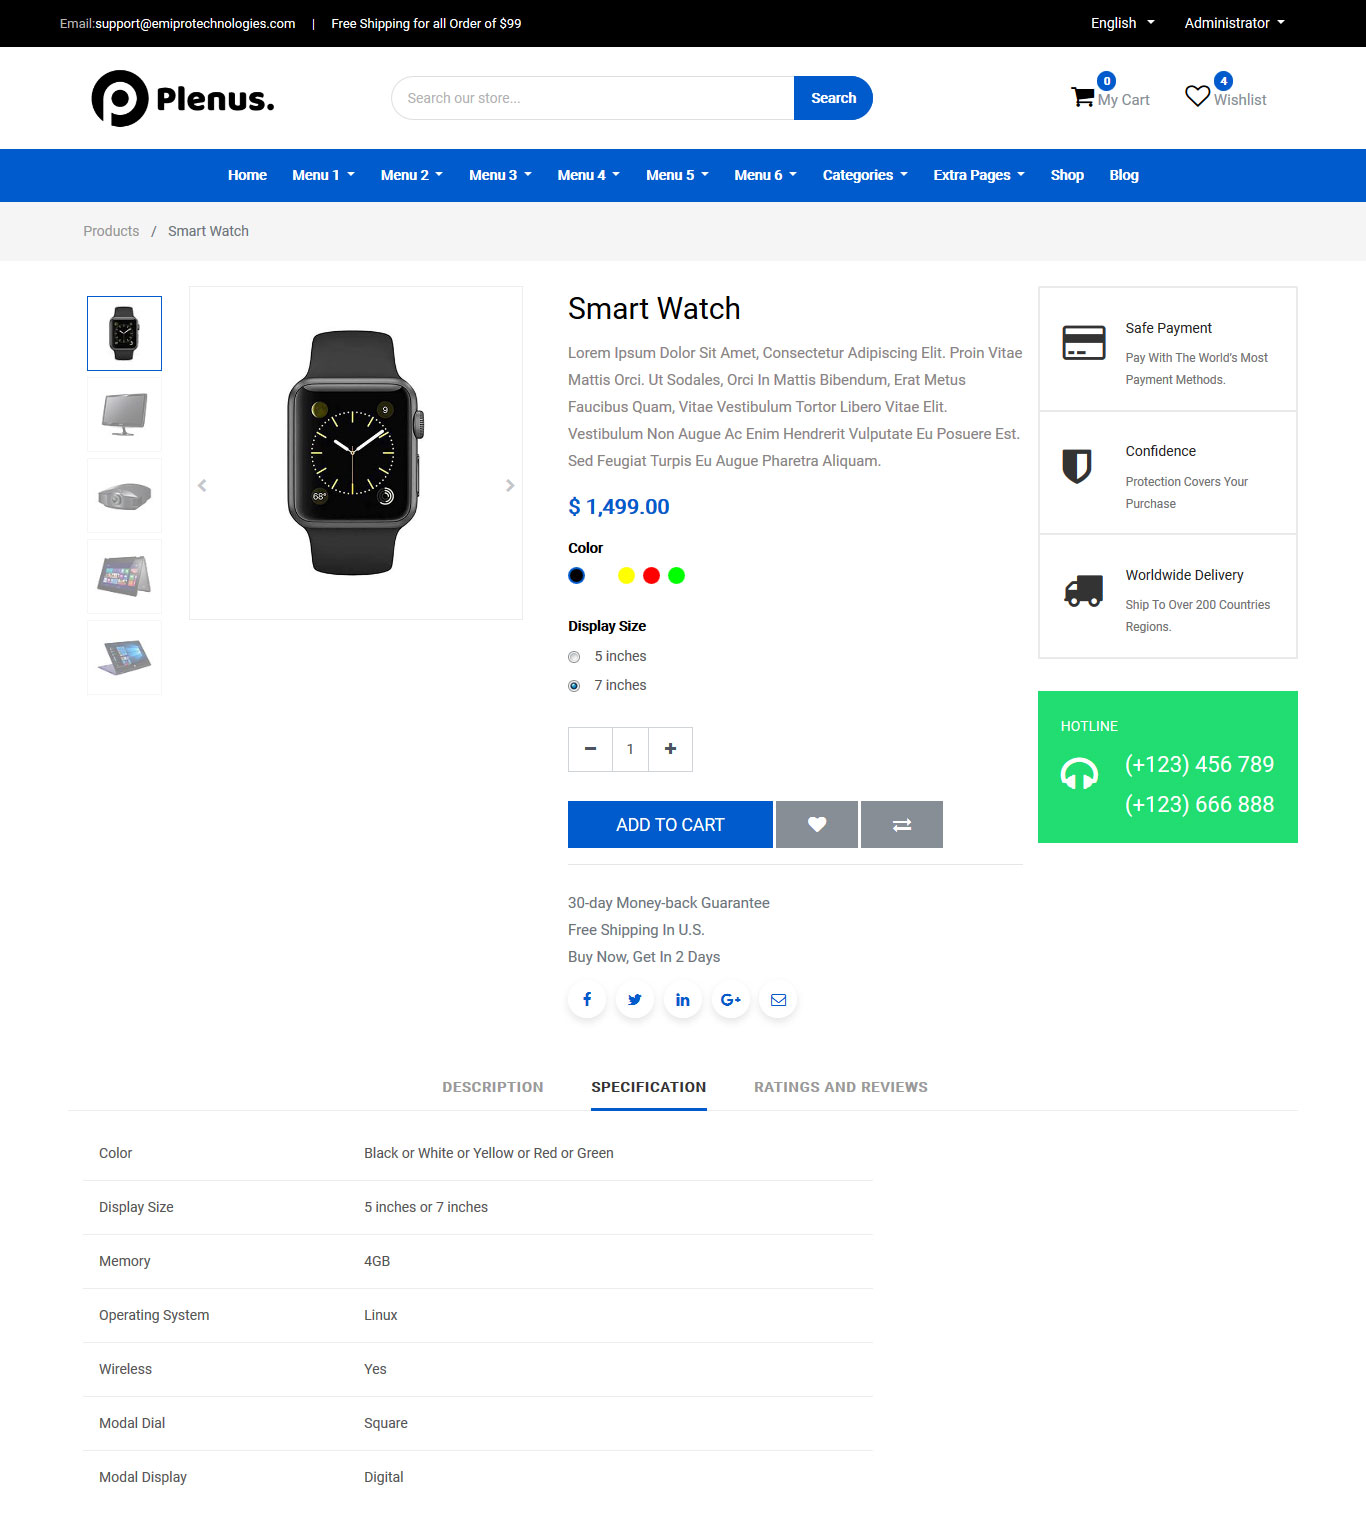 Email:support@emiprotechnologies.com | Free Shipping for all Order of $99
English
Administrator
Plenus.
Search our store...
Search
0
My Cart
4
Wishlist
Home Menu 1 Menu 2 Menu 3 Menu 4 Menu 5 Menu 6 Categories Extra Pages Shop Blog
Products / Smart Watch
9
68°
Smart Watch
Lorem Ipsum Dolor Sit Amet, Consectetur Adipiscing Elit. Proin Vitae
Mattis Orci. Ut Sodales, Orci In Mattis Bibendum, Erat Metus
Faucibus Quam, Vitae Vestibulum Tortor Libero Vitae Elit.
Vestibulum Non Augue Ac Enim Hendrerit Vulputate Eu Posuere Est.
Sed Feugiat Turpis Eu Augue Pharetra Aliquam.
$ 1,499.00
Color
Display Size
5 inches
7 inches
1
ADD TO CART
30-day Money-back Guarantee
Free Shipping In U.S.
Buy Now, Get In 2 Days
Safe Payment
Pay With The World's Most
Payment Methods.
Confidence
Protection Covers Your
Purchase
Worldwide Delivery
Ship To Over 200 Countries
Regions.
HOTLINE
(+123) 456 789
(+123) 666 888
DESCRIPTION SPECIFICATION RATINGS AND REVIEWS
Color Black or White or Yellow or Red or Green
Display Size 5 inches or 7 inches
Memory 4GB
Operating System Linux
Wireless Yes
Modal Dial Square
Modal Display Digital